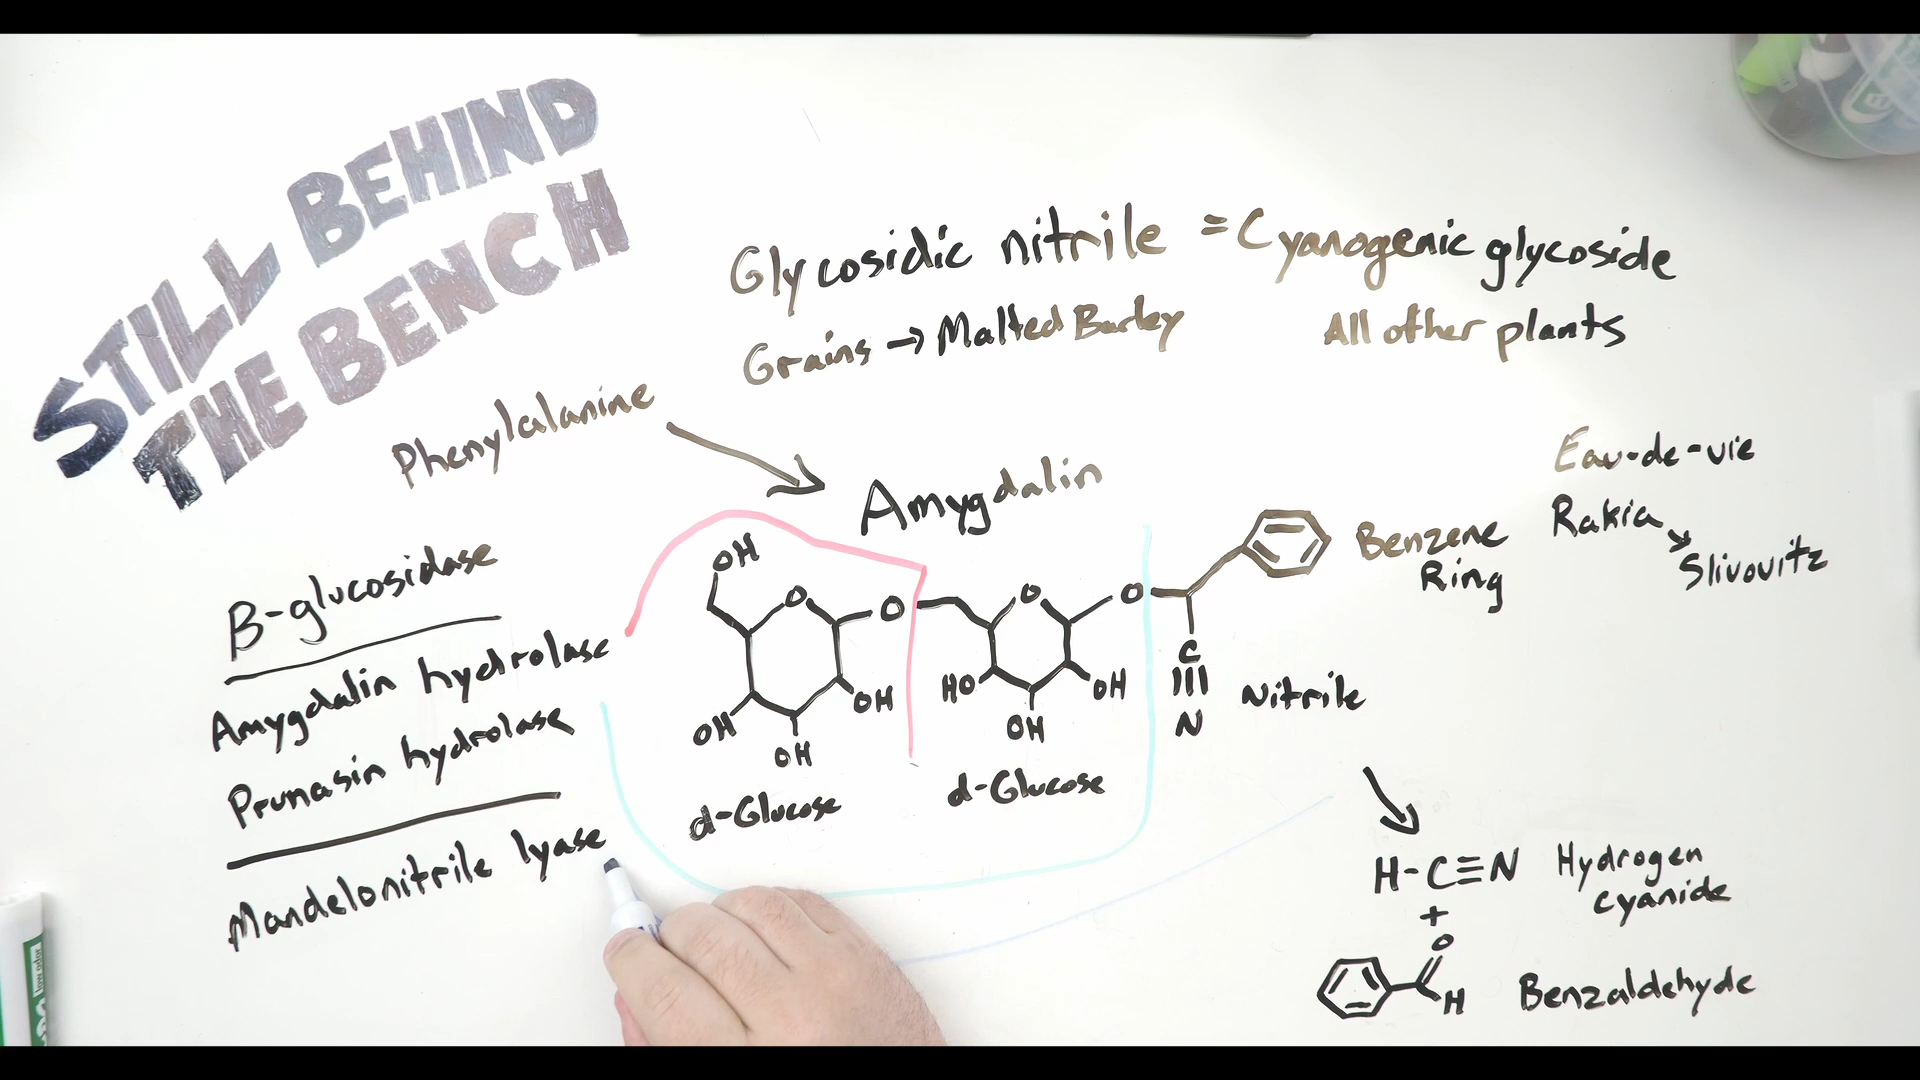 STILL BEHIND
THE BENCH
Glycosidic nitrile = Cyanogenic glycoside
Grains → Malted Barley
All other plants
Phenylalanine
Amygdalin
Eau-de-vie
Rakia
Slivovitz
B-glucosidase
Amygdalin hydrolase
Prunasin hydrolase
Mandelonitrile lyase
OH
O
O
O
O
Benzene
Ring
OH
OH
OH
HO
OH
OH
C
N
Nitrile
d-Glucose
d-Glucose
H-C≡N
Hydrogen
cyanide
+
O
H
Benzaldehyde
low odor